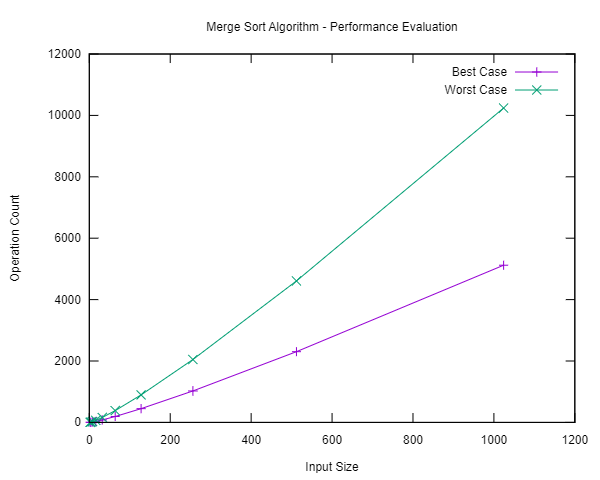 Merge Sort Algorithm - Performance Evaluation
12000
10000
8000
6000
4000
2000
0
Operation Count
Best Case
Worst Case
0 200 400 600 800 1000 1200
Input Size